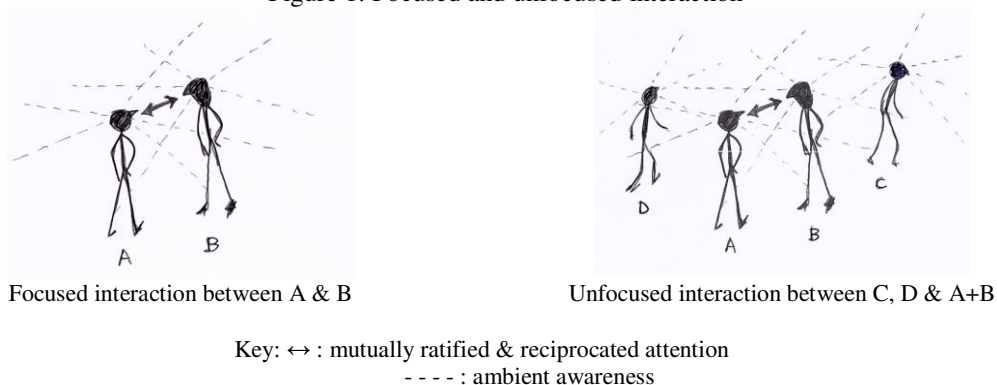 Figure 1: Focused and unfocused interaction
A
B
D
A
B
C
Focused interaction between A & B
Unfocused interaction between C, D & A+B
Key: ↔ : mutually ratified & reciprocated attention
- - - - : ambient awareness